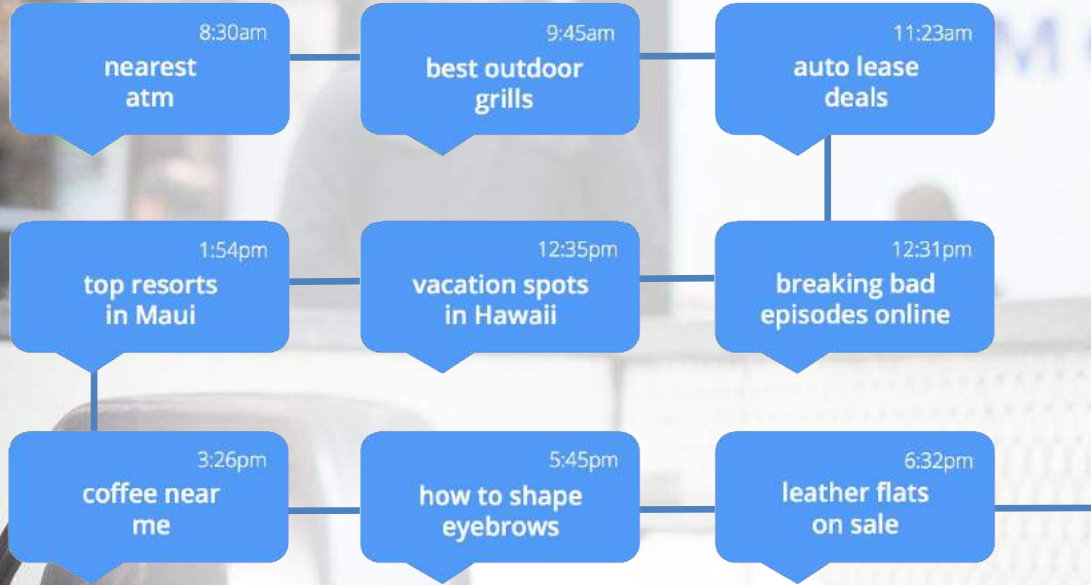 8:30am
nearest
atm
9:45am
best outdoor
grills
11:23am
auto lease
deals
1:54pm
top resorts
in Maui
12:35pm
vacation spots
in Hawaii
12:31pm
breaking bad
episodes online
3:26pm
coffee near
me
5:45pm
how to shape
eyebrows
6:32pm
leather flats
on sale